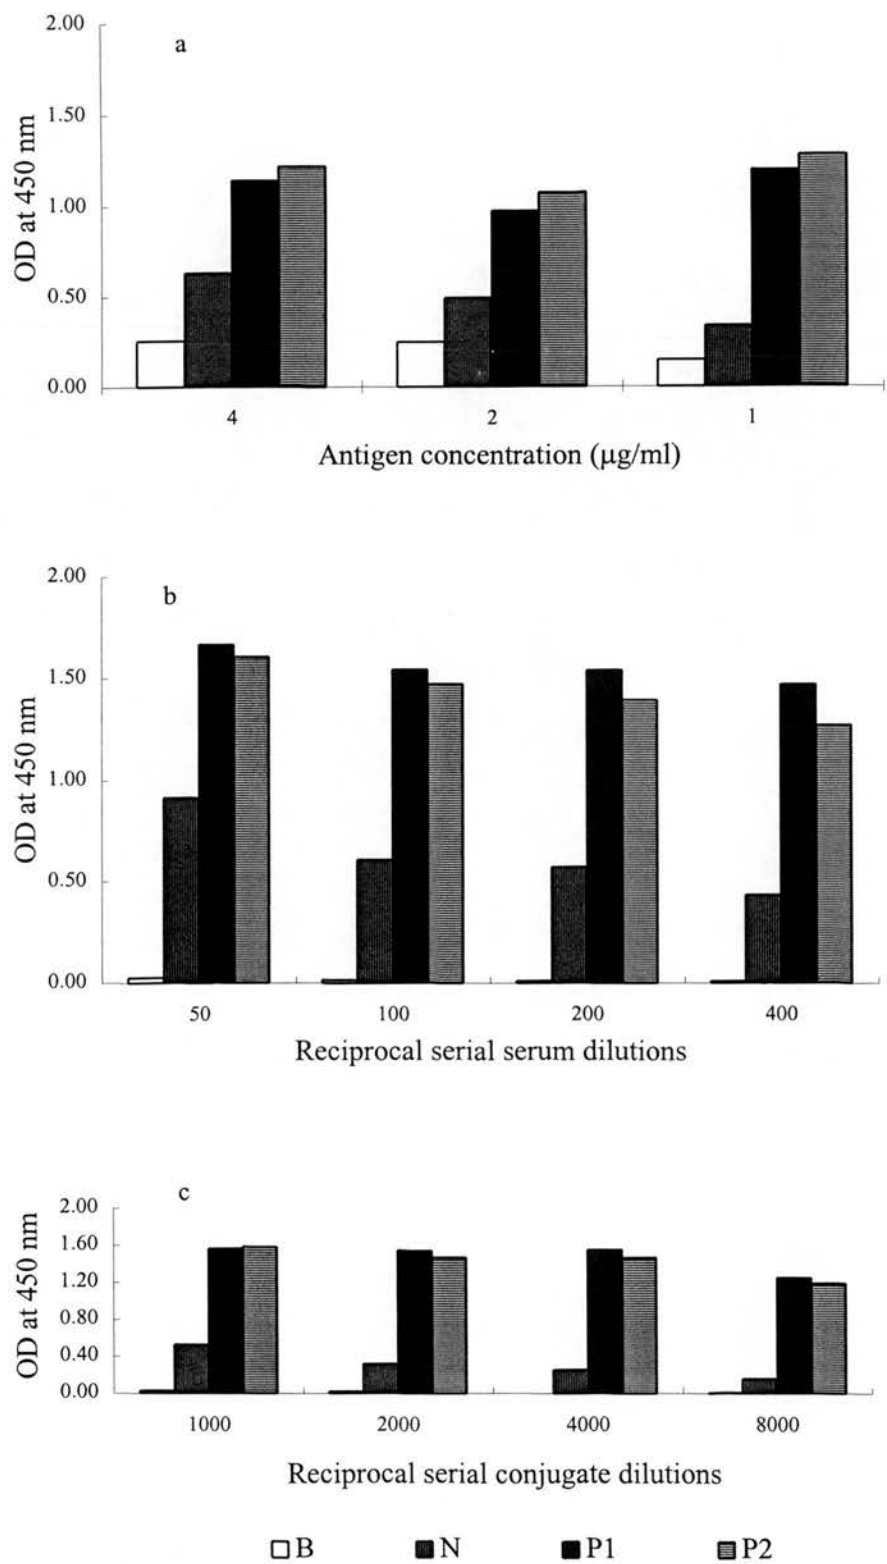 a
2.00
1.50
1.00
0.50
0.00
OD at 450 nm
4 2 1
Antigen concentration (μg/ml)
b
2.00
1.50
1.00
0.50
0.00
OD at 450 nm
50 100 200 400
Reciprocal serial serum dilutions
c
2.00
1.60
1.20
0.80
0.40
0.00
OD at 450 nm
1000 2000 4000 8000
Reciprocal serial conjugate dilutions
B N P1 P2